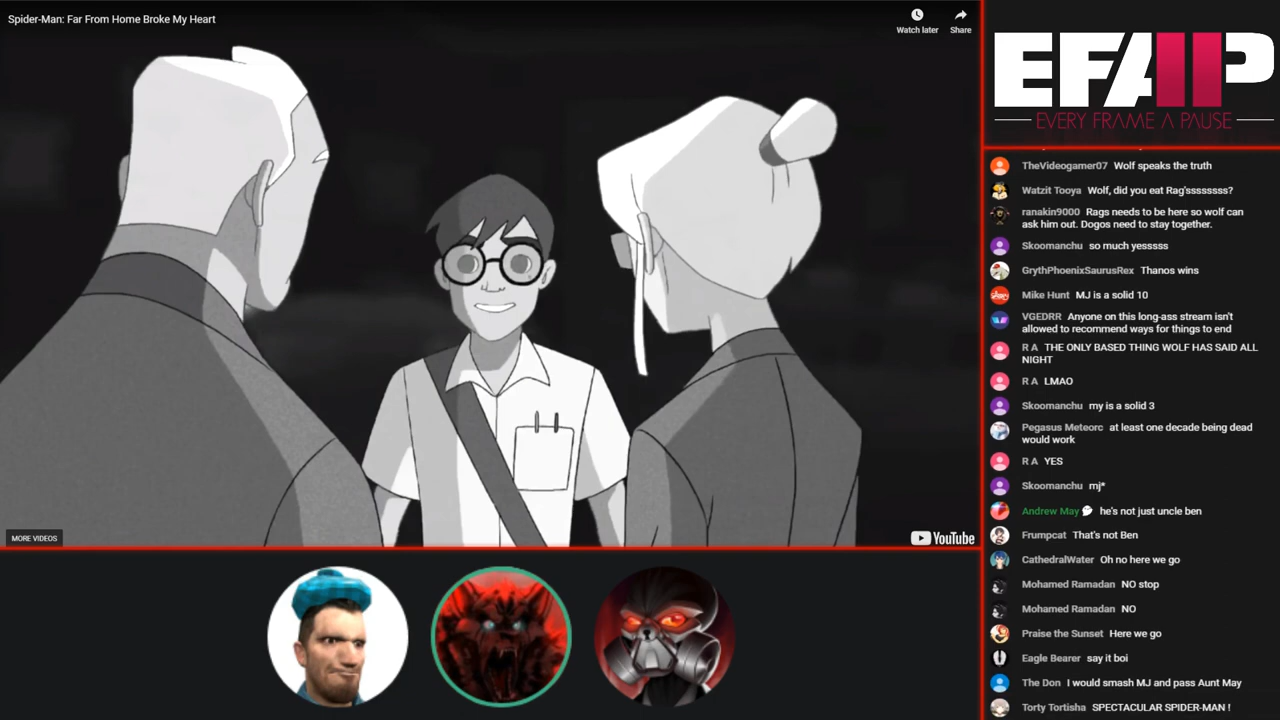 Spider-Man: Far From Home Broke My Heart
Watch later
Share
MORE VIDEOS
YouTube
EFAP
EVERY FRAME A PAUSE
TheVideogamer07 Wolf speaks the truth
Watzit Tooya Wolf, did you eat Rag'sssssss?
ranakin9000 Rags needs to be here so wolf can
ask him out. Dogos need to stay together.
Skoomanchu so much yesssss
GrythPhoenixSaurusRex Thanos wins
Mike Hunt MJ is a solid 10
VGEDRR Anyone on this long-ass stream isn't
allowed to recommend ways for things to end
R A THE ONLY BASED THING WOLF HAS SAID ALL
NIGHT
R A LMAO
Skoomanchu my is a solid 3
Pegasus Meteorc at least one decade being dead
would work
R A YES
Skoomanchu mj*
Andrew May he's not just uncle ben
Frumpcat That's not Ben
CathedralWater Oh no here we go
Mohamed Ramadan NO stop
Mohamed Ramadan NO
Praise the Sunset Here we go
Eagle Bearer say it boi
The Don I would smash MJ and pass Aunt May
Torty Tortisha SPECTACULAR SPIDER-MAN !